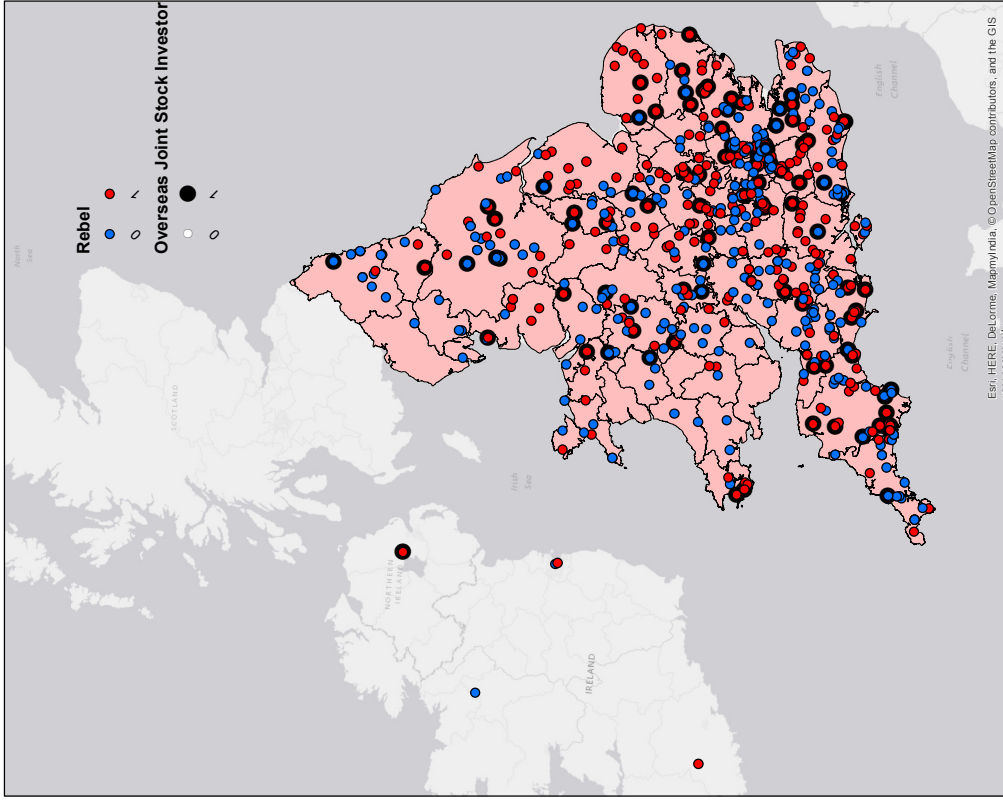 North
Sea
Rebel
0
1
Overseas Joint Stock Investor
0
1
SCOTLAND
NORTHERN
IRELAND
Irish
Sea
IRELAND
English
Channel
English
Channel
Esri, HERE, DeLorme, MapmyIndia, © OpenStreetMap contributors, and the GIS